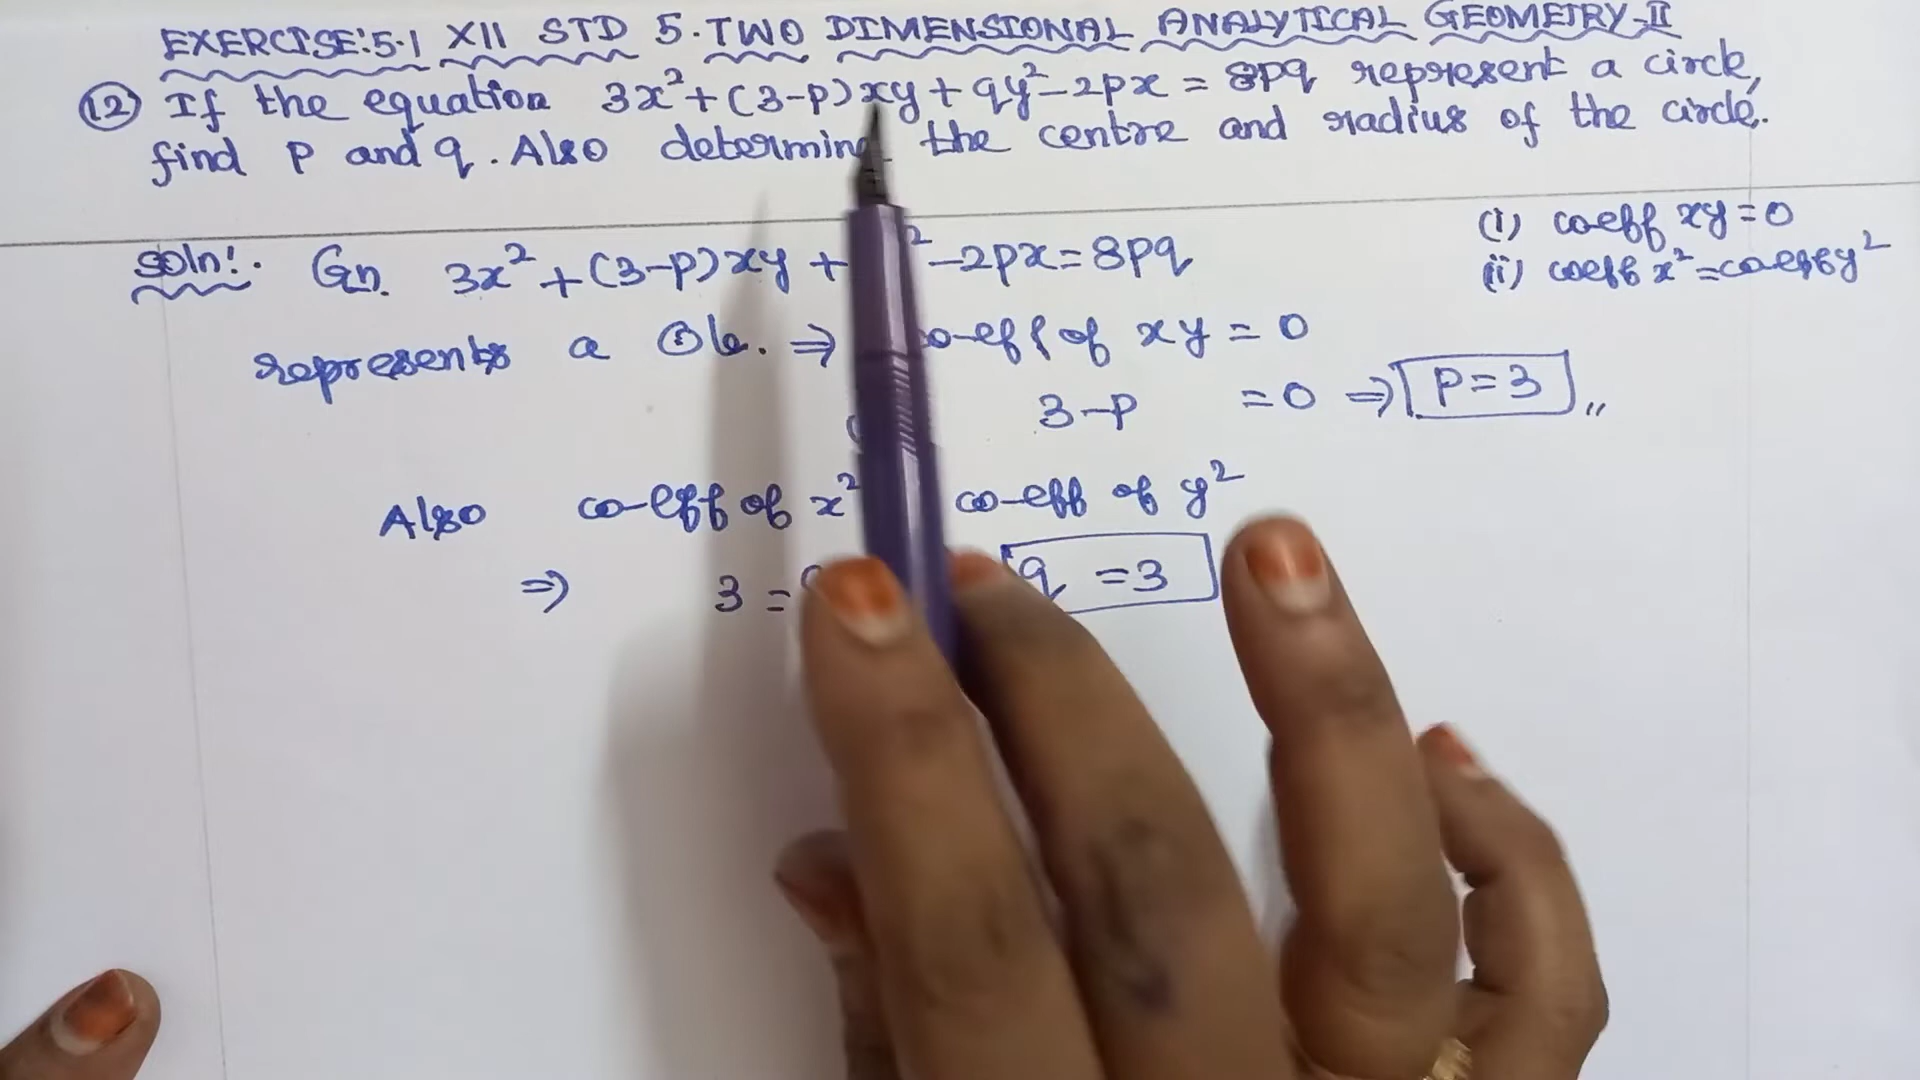 EXERCISE:5.1 XII STD 5. TWO DIMENSIONAL ANALYTICAL GEOMETRY-II
(12) If the equation 3x²+(3-p)xy+qy²-2px=8pq represent a circle,
find p and q. Also determine the centre and radius of the circle.
(i) coeff xy=0
(ii) coeff x²=coeff y²
Soln:. Gn. 3x²+(3-p)xy+ ²-2px=8pq
represents a ⇒ co-eff of xy = 0
3-p =0 ⇒ P=3 ,,
Also co-eff of x² co-eff of y²
⇒ 3 = q =3